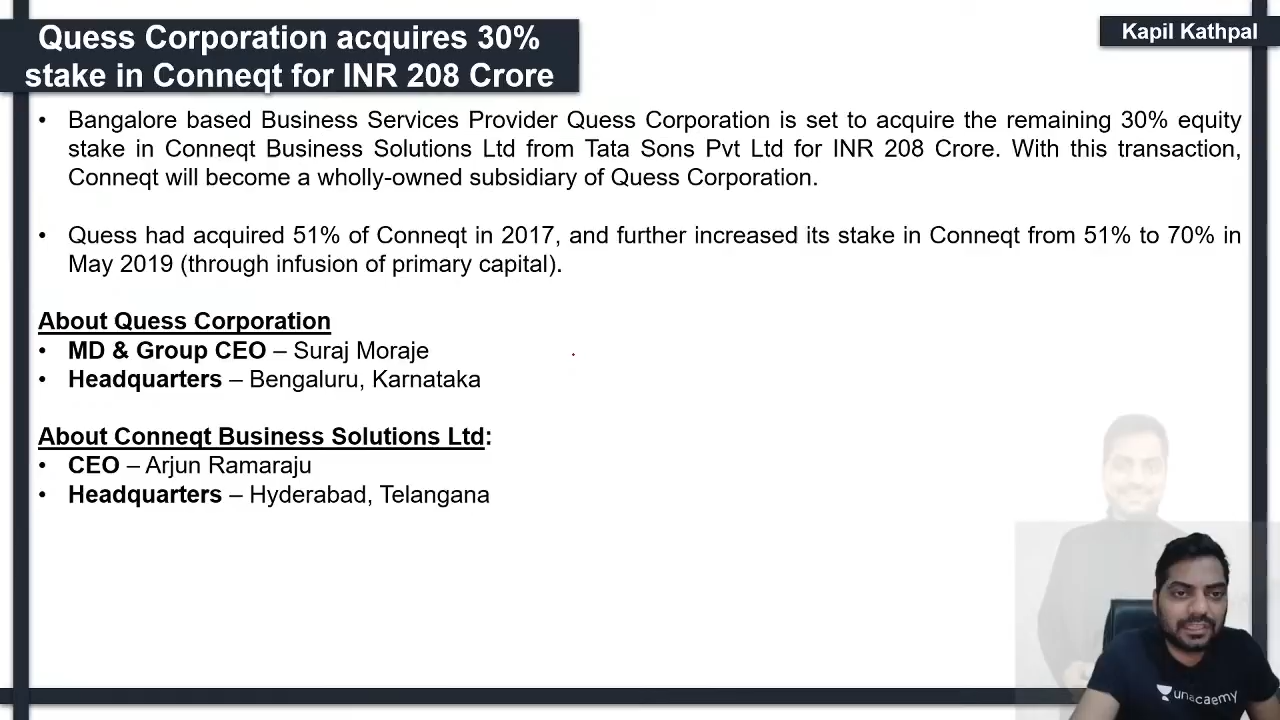 Quess Corporation acquires 30%
stake in Conneqt for INR 208 Crore
Kapil Kathpal
• Bangalore based Business Services Provider Quess Corporation is set to acquire the remaining 30% equity
stake in Conneqt Business Solutions Ltd from Tata Sons Pvt Ltd for INR 208 Crore. With this transaction,
Conneqt will become a wholly-owned subsidiary of Quess Corporation.
• Quess had acquired 51% of Conneqt in 2017, and further increased its stake in Conneqt from 51% to 70% in
May 2019 (through infusion of primary capital).
About Quess Corporation
• MD & Group CEO – Suraj Moraje
• Headquarters – Bengaluru, Karnataka
About Conneqt Business Solutions Ltd:
• CEO – Arjun Ramaraju
• Headquarters – Hyderabad, Telangana
unacaemy